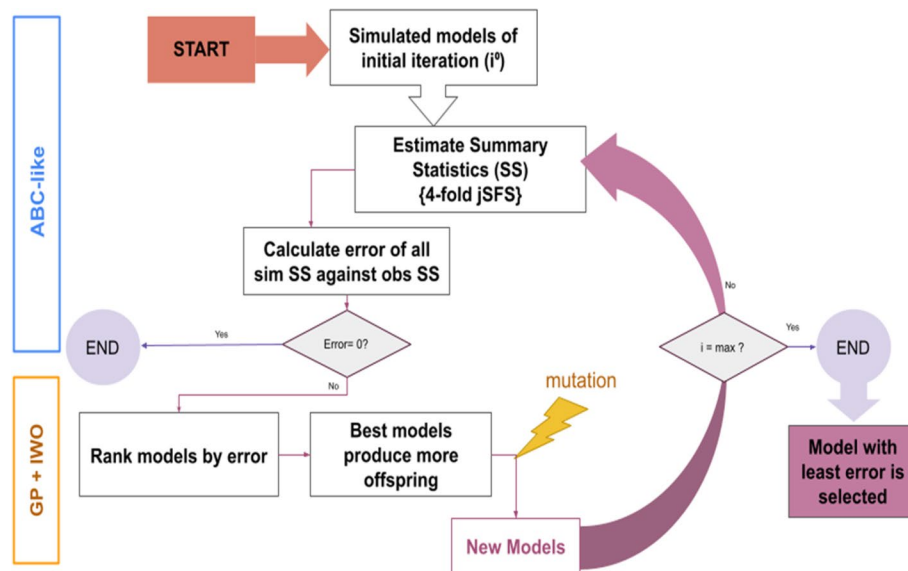 START
Simulated models of
initial iteration (i⁰)
ABC-like
Estimate Summary
Statistics (SS)
{4-fold jSFS}
Calculate error of all
sim SS against obs SS
No
END
Yes
Error= 0?
i = max ?
Yes
END
No
GP + IWO
mutation
Rank models by error
Best models
produce more
offspring
Model with
least error is
selected
New Models